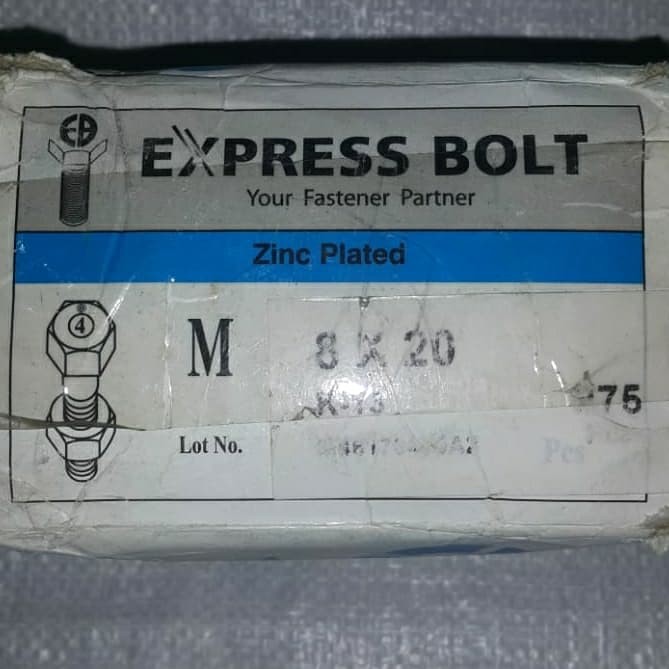 EB
EXPRESS BOLT
Your Fastener Partner
Zinc Plated
4
M
8 X 20
75
Lot No.
Pcs